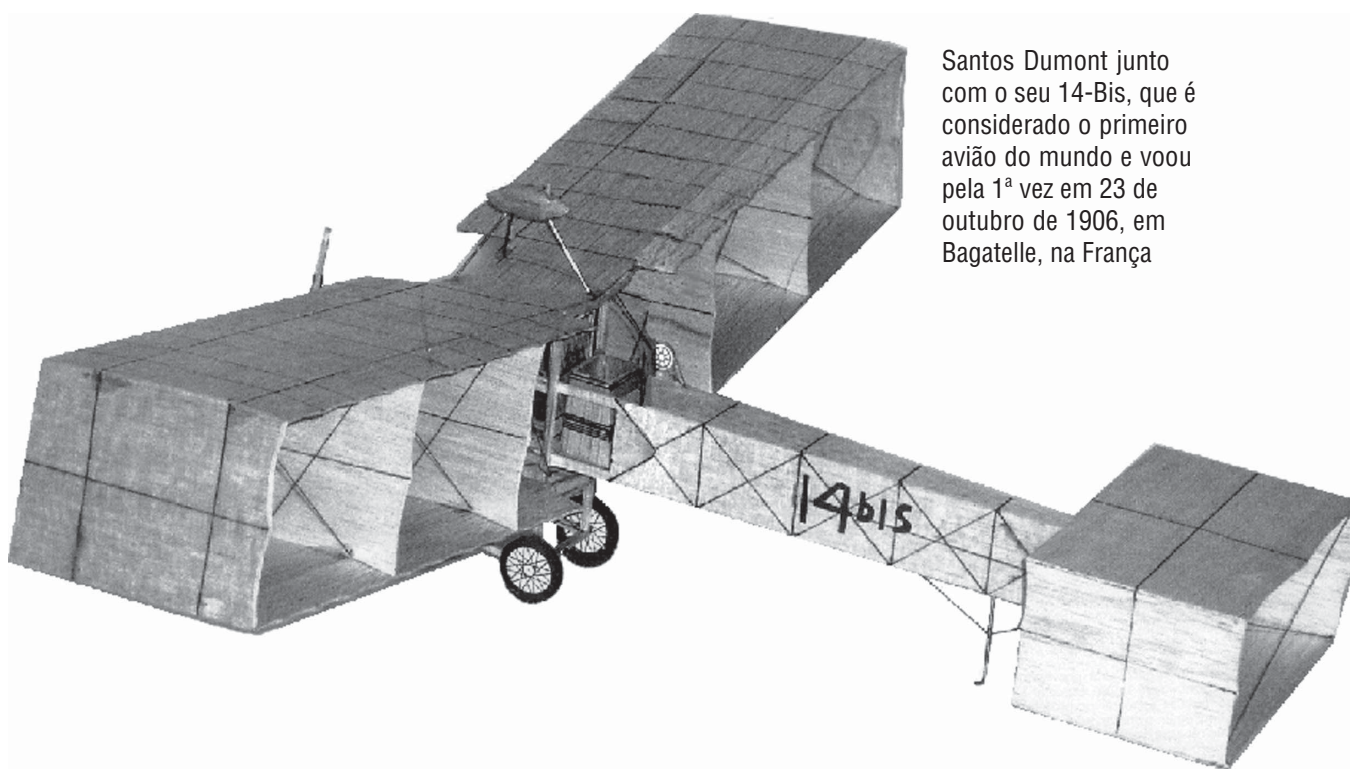 Santos Dumont junto
com o seu 14-Bis, que é
considerado o primeiro
avião do mundo e voou
pela 1ª vez em 23 de
outubro de 1906, em
Bagatelle, na França
14bis